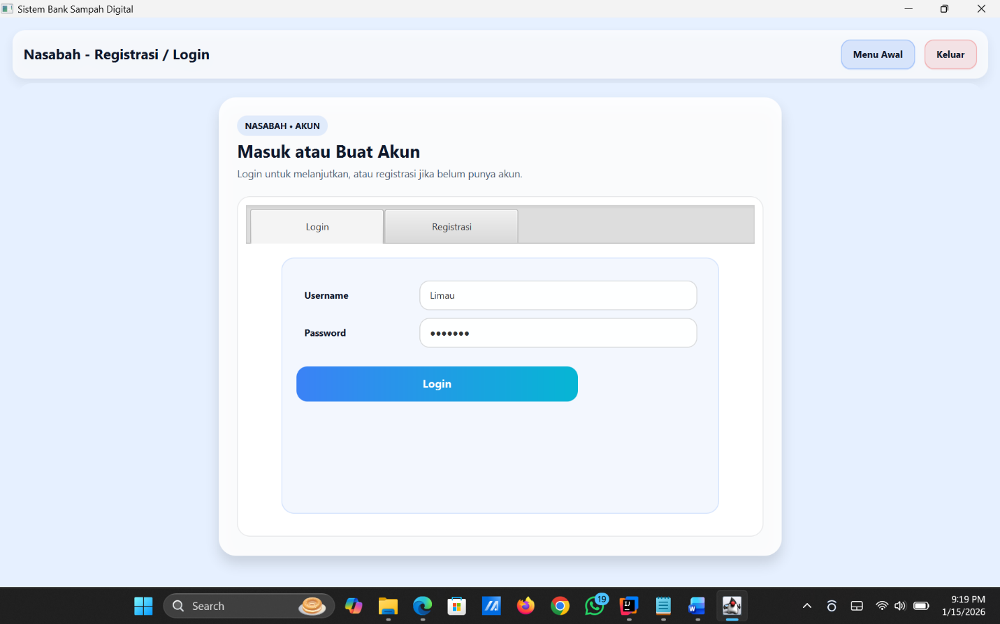 Sistem Bank Sampah Digital
Nasabah - Registrasi / Login
Menu Awal
Keluar
NASABAH • AKUN
Masuk atau Buat Akun
Login untuk melanjutkan, atau registrasi jika belum punya akun.
Login
Registrasi
Username
Limau
Password
•••••••
Login
Search
19
9:19 PM
1/15/2026